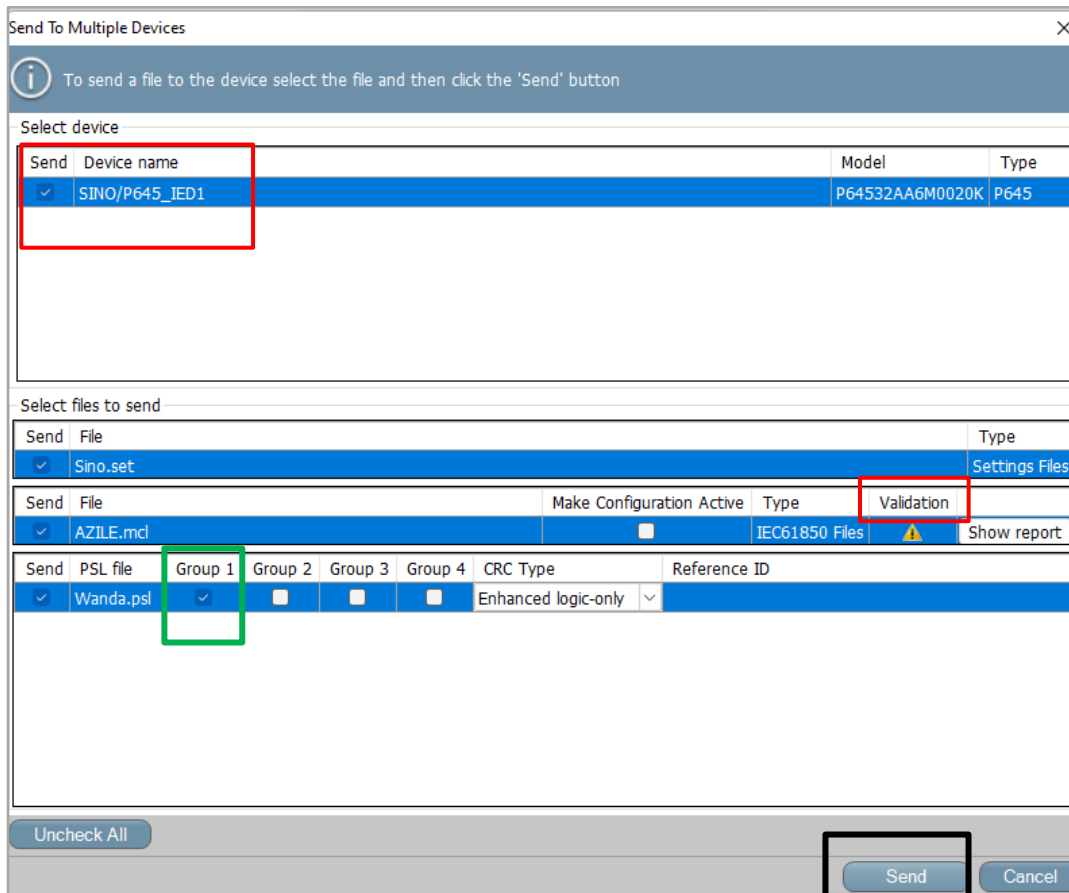 Send To Multiple Devices
To send a file to the device select the file and then click the 'Send' button
Select device
Send Device name Model Type
SINO/P645_IED1 P64532AA6M0020K P645
Select files to send
Send File Type
Sino.set Settings Files
Send File Make Configuration Active Type Validation
AZILE.mcl IEC61850 Files Show report
Send PSL file Group 1 Group 2 Group 3 Group 4 CRC Type Reference ID
Wanda.psl Enhanced logic-only
Uncheck All
Send Cancel